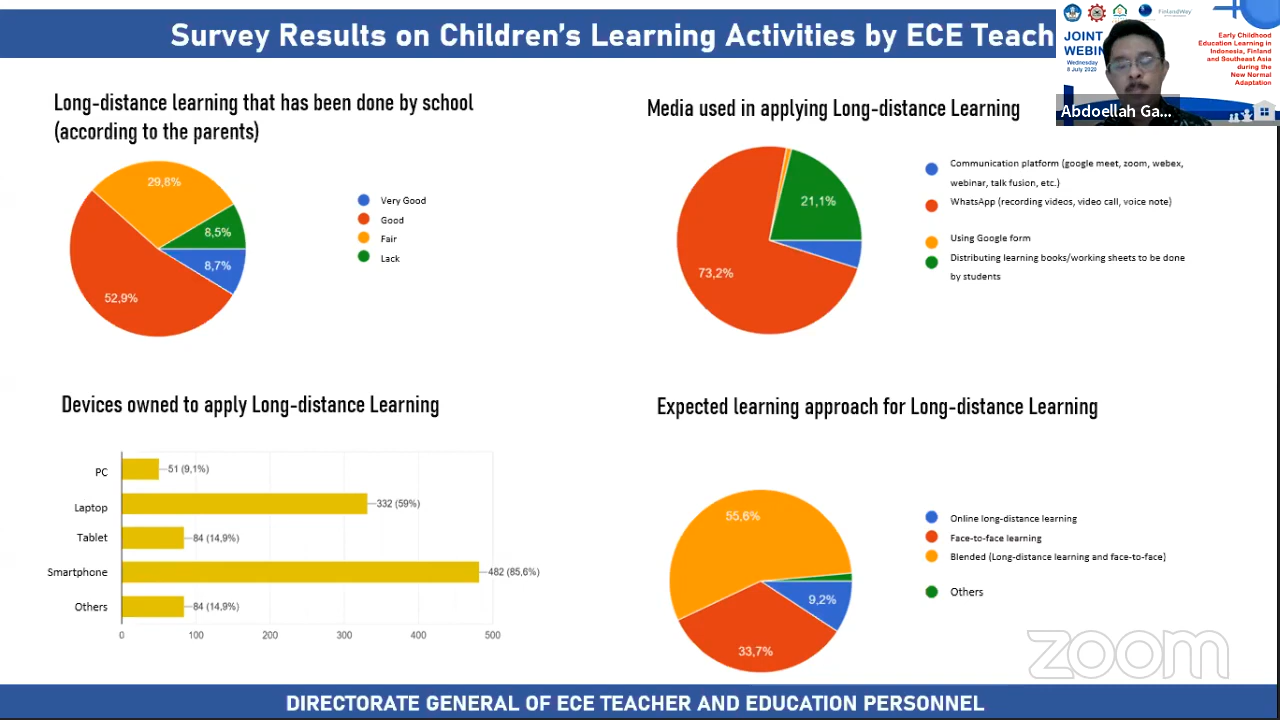 Survey Results on Children's Learning Activities by ECE Teach
FinlandWay
JOINT
WEBIN
Wednesday
8 July 2020
Early Childhood
Education Learning in
Indonesia, Finland
and Southeast Asia
during the
New Normal
Adaptation
Abdoellah Ga...
Long-distance learning that has been done by school
(according to the parents)
29,8%
8,5%
8,7%
52,9%
Very Good
Good
Fair
Lack
Media used in applying Long-distance Learning
21,1%
73,2%
Communication platform (google meet, zoom, webex,
webinar, talk fusion, etc.)
WhatsApp (recording videos, video call, voice note)
Using Google form
Distributing learning books/working sheets to be done
by students
Devices owned to apply Long-distance Learning
PC
51 (9,1%)
Laptop
332 (59%)
Tablet
84 (14,9%)
Smartphone
482 (85,6%)
Others
84 (14,9%)
0 100 200 300 400 500
Expected learning approach for Long-distance Learning
55,6%
9,2%
33,7%
Online long-distance learning
Face-to-face learning
Blended (Long-distance learning and face-to-face)
Others
zoom
DIRECTORATE GENERAL OF ECE TEACHER AND EDUCATION PERSONNEL